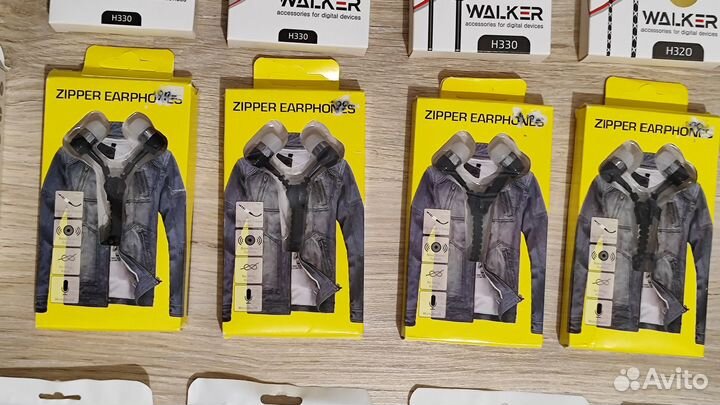 WALKER
accessories for digital devices
WALKER
accessories for digital devices
WALKER
accessories for digital devices
H330
H330
H330
H320
ZIPPER EARPHONES
ZIPPER EARPHONES
ZIPPER EARPHONES
ZIPPER EARPHONES
Avito